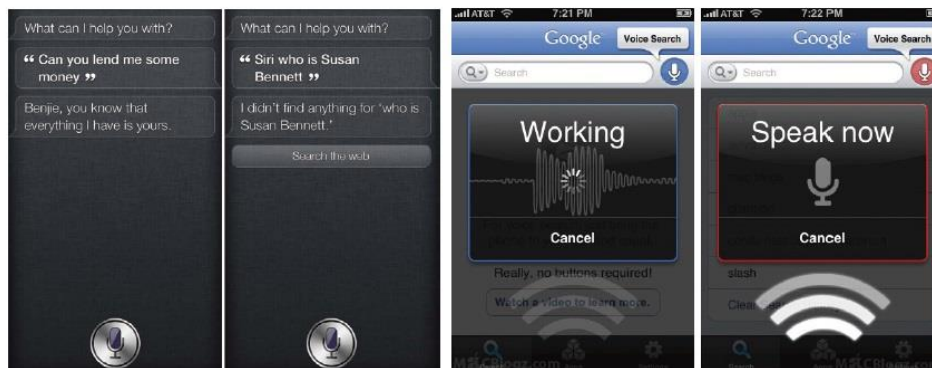 What can I help you with?
“ Can you lend me some
money ”
Benjie, you know that
everything I have is yours.
What can I help you with?
“ Siri who is Susan
Bennett ”
I didn't find anything for 'who is
Susan Bennett.'
Search the web
AT&T 7:21 PM
Google Voice Search
Search
Working
Cancel
Really, no buttons required!
Watch a video to learn more.
AT&T 7:22 PM
Google Voice Search
Search
Speak now
Cancel
slash
Search